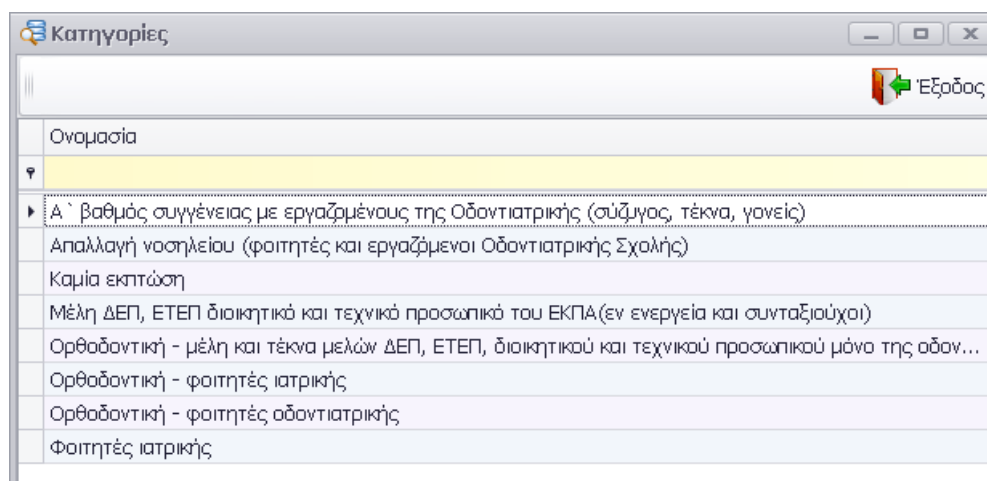 Κατηγορίες
Έξοδος
Ονομασία
Α` βαθμός συγγένειας με εργαζομένους της Οδοντιατρικής (σύζυγος, τέκνα, γονείς)
Απαλλαγή νοσηλείου (φοιτητές και εργαζόμενοι Οδοντιατρικής Σχολής)
Καμία εκπτώση
Μέλη ΔΕΠ, ΕΤΕΠ διοικητικό και τεχνικό προσωπικό του ΕΚΠΑ(εν ενεργεία και συνταξιούχοι)
Ορθοδοντική - μέλη και τέκνα μελών ΔΕΠ, ΕΤΕΠ, διοικητικού και τεχνικού προσωπικού μόνο της οδον...
Ορθοδοντική - φοιτητές ιατρικής
Ορθοδοντική - φοιτητές οδοντιατρικής
Φοιτητές ιατρικής